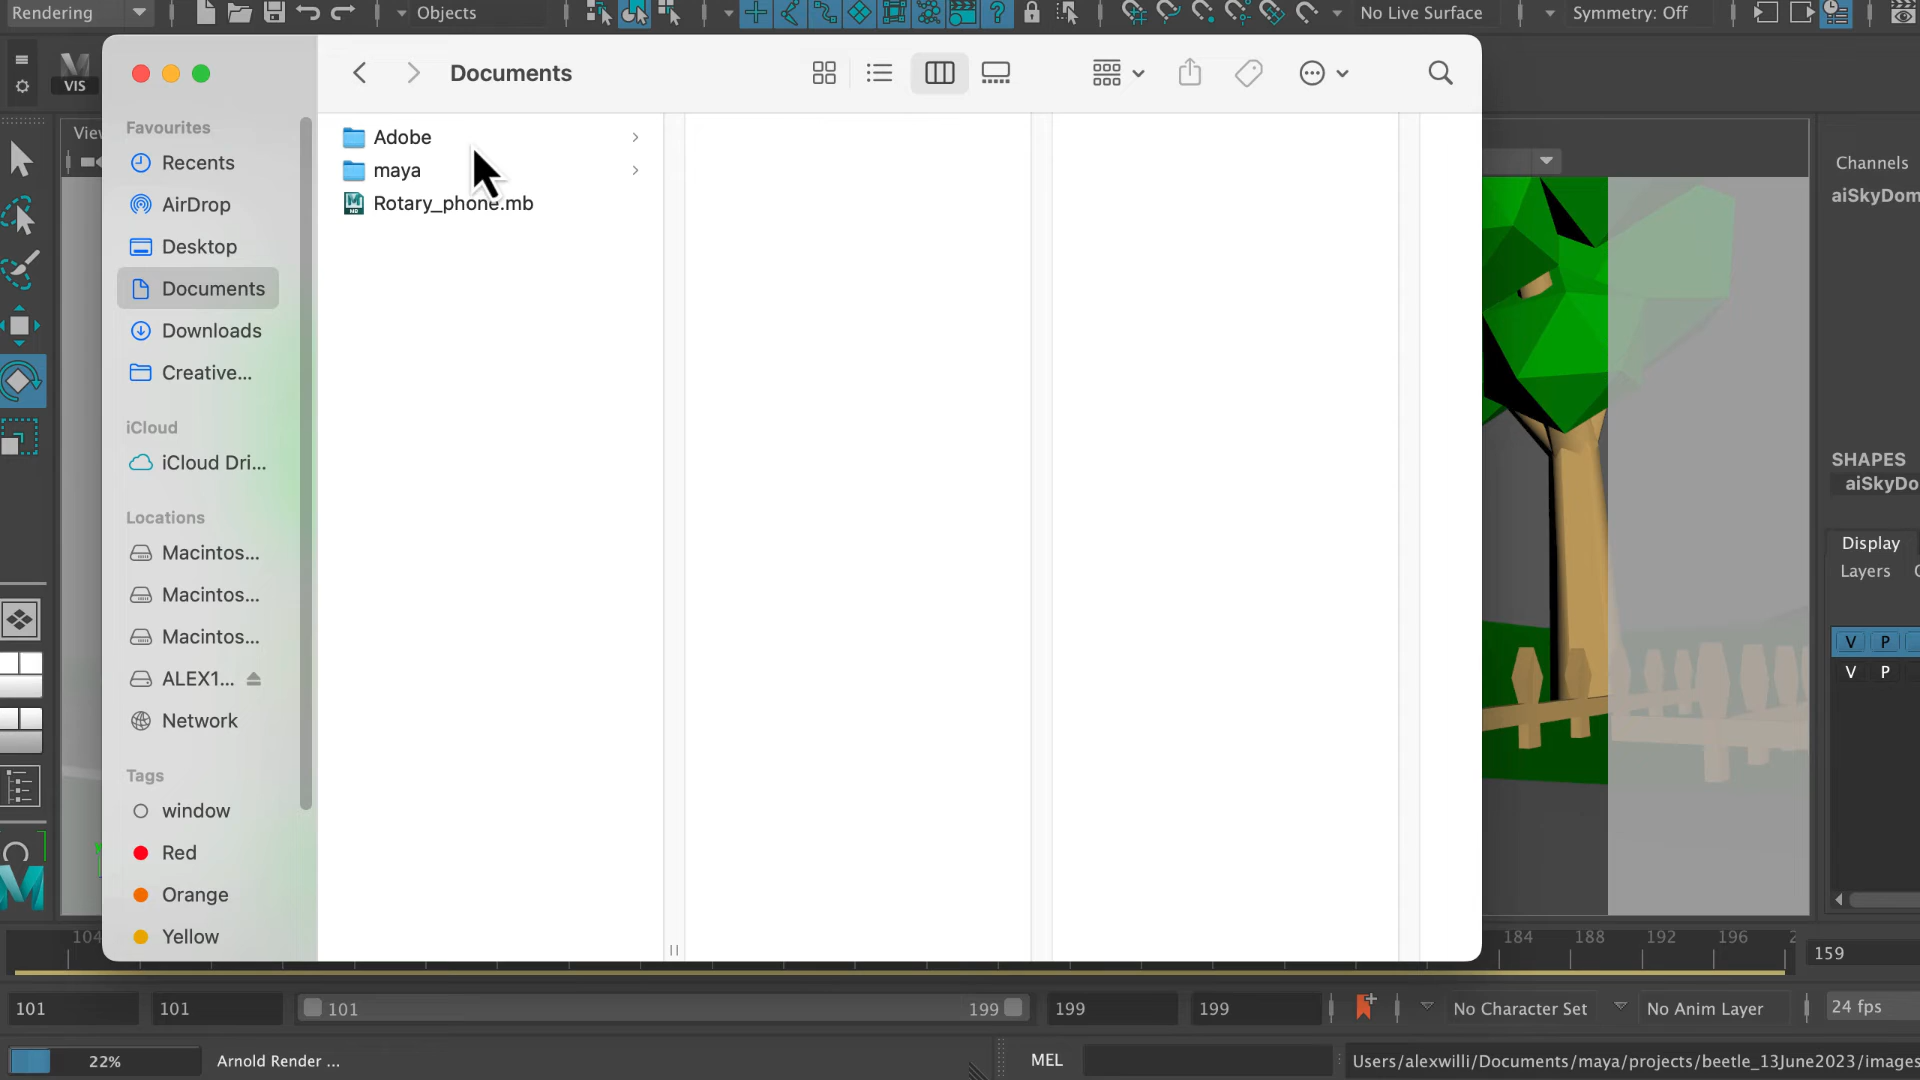 Rendering
Objects
No Live Surface
Symmetry: Off
VIS
View
Documents
Favourites
Recents
AirDrop
Desktop
Documents
Downloads
Creative...
iCloud
iCloud Dri...
Locations
Macintos...
Macintos...
Macintos...
ALEX1...
Network
Tags
window
Red
Orange
Yellow
Adobe
maya
Rotary_phone.mb
Channels
aiSkyDom
SHAPES
aiSkyDo
Display
Layers
V P
V P
104
184 188 192 196
159
101 101 101 199 199 199
No Character Set
No Anim Layer
24 fps
22%
Arnold Render ...
MEL
Users/alexwilli/Documents/maya/projects/beetle_13June2023/images